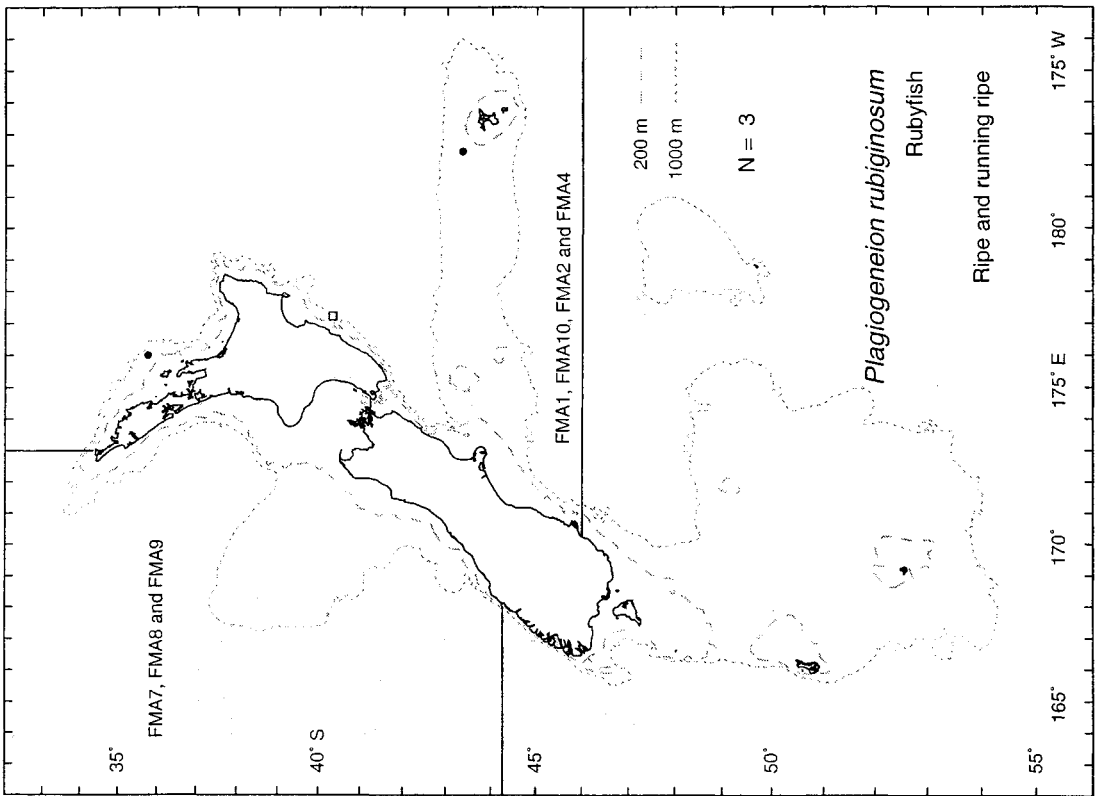 FMA7, FMA8 and FMA9
FMA1, FMA10, FMA2 and FMA4
200 m
1000 m
N = 3
Plagiogeneion rubiginosum
Rubyfish
Ripe and running ripe
35°
40° S
45°
50°
55°
165°
170°
175° E
180°
175° W